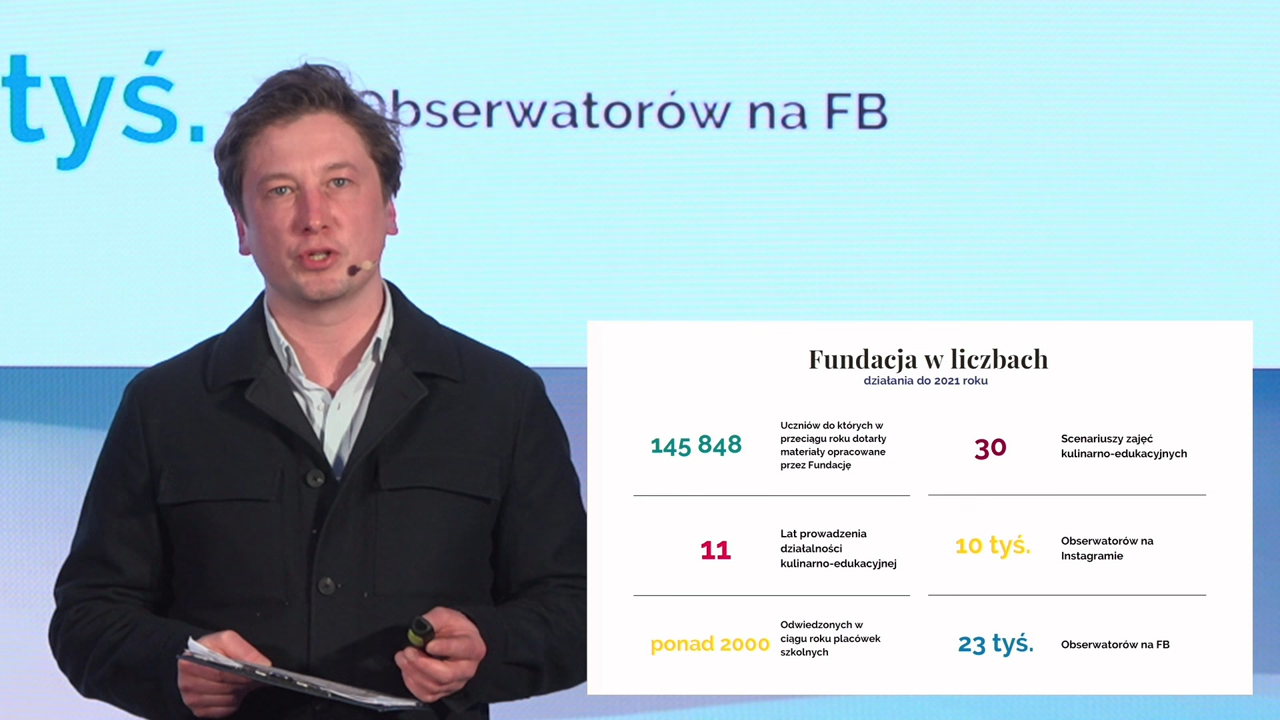 tyś.
Obserwatorów na FB
Fundacja w liczbach
działania do 2021 roku
145 848
Uczniów do których w
przeciągu roku dotarły
materiały opracowane
przez Fundację
30
Scenariuszy zajęć
kulinarno-edukacyjnych
11
Lat prowadzenia
działalności
kulinarno-edukacyjnej
10 tyś.
Obserwatorów na
Instagramie
ponad 2000
Odwiedzonych w
ciągu roku placówek
szkolnych
23 tyś.
Obserwatorów na FB